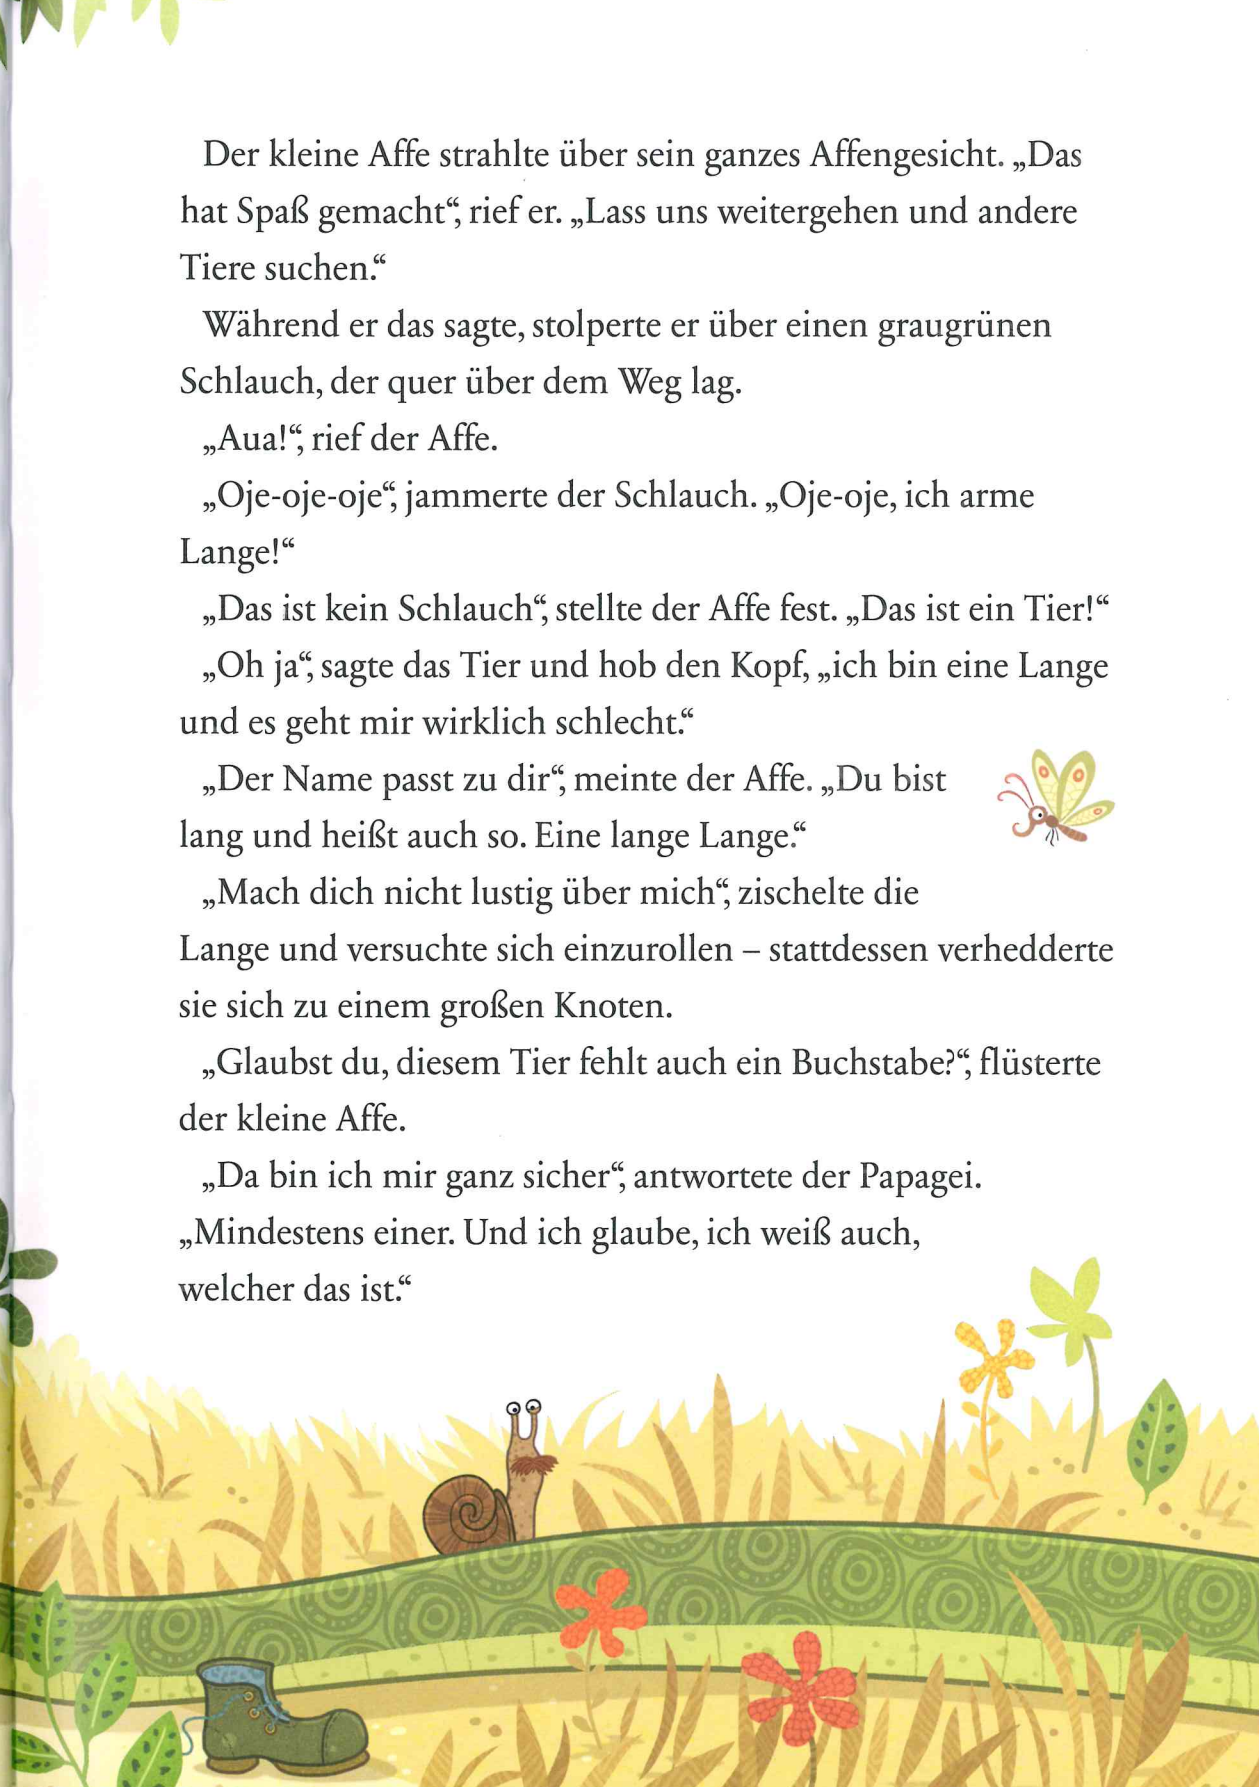 Der kleine Affe strahlte über sein ganzes Affengesicht. „Das
hat Spaß gemacht“, rief er. „Lass uns weitergehen und andere
Tiere suchen.“
Während er das sagte, stolperte er über einen graugrünen
Schlauch, der quer über dem Weg lag.
„Aua!“, rief der Affe.
„Oje-oje-oje“, jammerte der Schlauch. „Oje-oje, ich arme
Lange!“
„Das ist kein Schlauch“, stellte der Affe fest. „Das ist ein Tier!“
„Oh ja“, sagte das Tier und hob den Kopf, „ich bin eine Lange
und es geht mir wirklich schlecht.“
„Der Name passt zu dir“, meinte der Affe. „Du bist
lang und heißt auch so. Eine lange Lange.“
„Mach dich nicht lustig über mich“, zischelte die
Lange und versuchte sich einzurollen – stattdessen verhedderte
sie sich zu einem großen Knoten.
„Glaubst du, diesem Tier fehlt auch ein Buchstabe?“, flüsterte
der kleine Affe.
„Da bin ich mir ganz sicher“, antwortete der Papagei.
„Mindestens einer. Und ich glaube, ich weiß auch,
welcher das ist.“